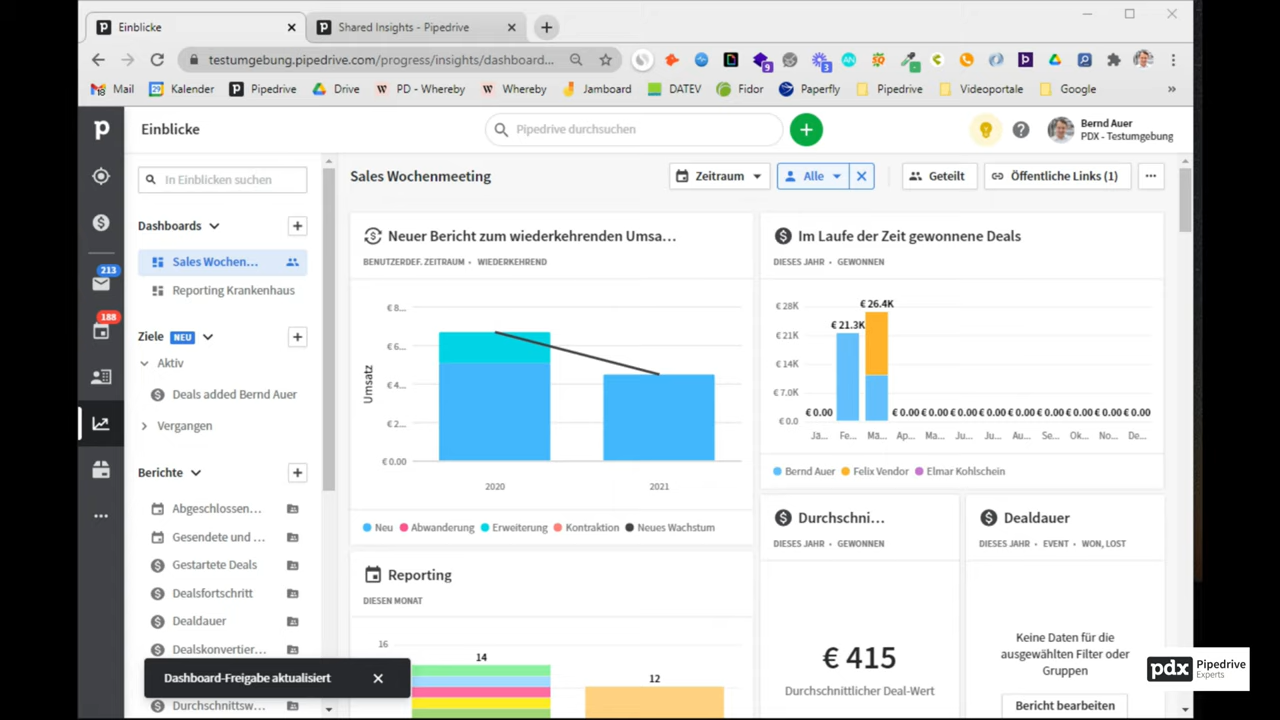 Einblicke
Shared Insights - Pipedrive
testumgebung.pipedrive.com/progress/insights/dashboard...
9
3
Mail
Kalender
Pipedrive
Drive
PD - Whereby
Whereby
Jamboard
DATEV
Fidor
Paperfly
Pipedrive
Videoportale
Google
»
Einblicke
Pipedrive durchsuchen
Bernd Auer
PDX - Testumgebung
213
188
In Einblicken suchen
Dashboards
Sales Wochen...
Reporting Krankenhaus
Ziele NEU
Aktiv
Deals added Bernd Auer
Vergangen
Berichte
Abgeschlossen...
Gesendete und ...
Gestartete Deals
Dealsfortschritt
Dealdauer
Dealskonvertier...
Durchschnittsw...
Dashboard-Freigabe aktualisiert
Sales Wochenmeeting
Zeitraum
Alle
Geteilt
Öffentliche Links (1)
Neuer Bericht zum wiederkehrenden Umsa...
BENUTZERDEF. ZEITRAUM • WIEDERKEHREND
€ 8...
€ 6...
€ 4...
€ 2...
€ 0.00
Umsatz
2020
2021
Neu
Abwanderung
Erweiterung
Kontraktion
Neues Wachstum
Im Laufe der Zeit gewonnene Deals
DIESES JAHR • GEWONNEN
€ 28K
€ 21K
€ 14K
€ 7.0K
€ 0.0
€ 0.00 € 21.3K € 26.4K € 0.00 € 0.00 € 0.00 € 0.00 € 0.00 € 0.00 € 0.00 € 0.00 € 0.00
Ja... Fe... Mä... Ap... Ma... Ju... Ju... Au... Se... Ok... No... De...
Bernd Auer
Felix Vendor
Elmar Kohlschein
Reporting
DIESEN MONAT
16
14
12
Durchschni...
DIESES JAHR • GEWONNEN
€ 415
Durchschnittlicher Deal-Wert
Dealdauer
DIESES JAHR • EVENT • WON, LOST
Keine Daten für die
ausgewählten Filter oder
Gruppen
Bericht bearbeiten
pdx Pipedrive
Experts